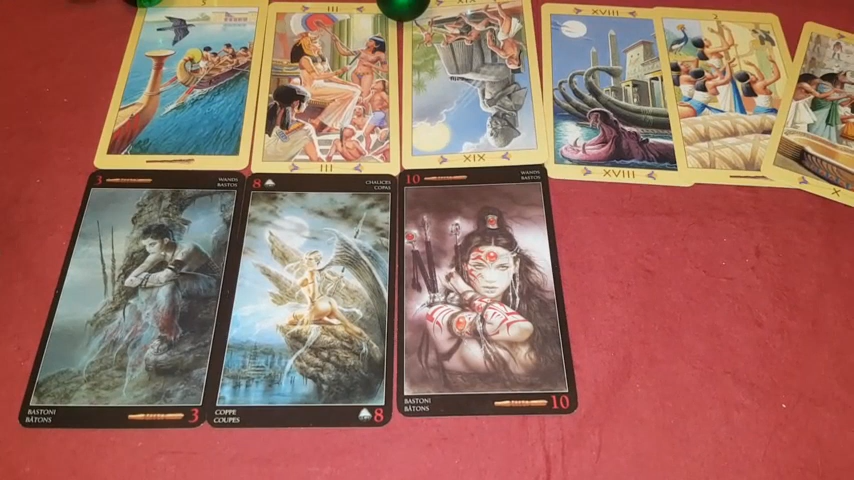 III
XIX
XVIII
2
III
XIX
XVIII
X
3
WANDS
BASTOS
8
CHALICES
COPAS
10
WANDS
BASTOS
BASTONI
BÂTONS
3
COPPE
COUPES
8
BASTONI
BÂTONS
10